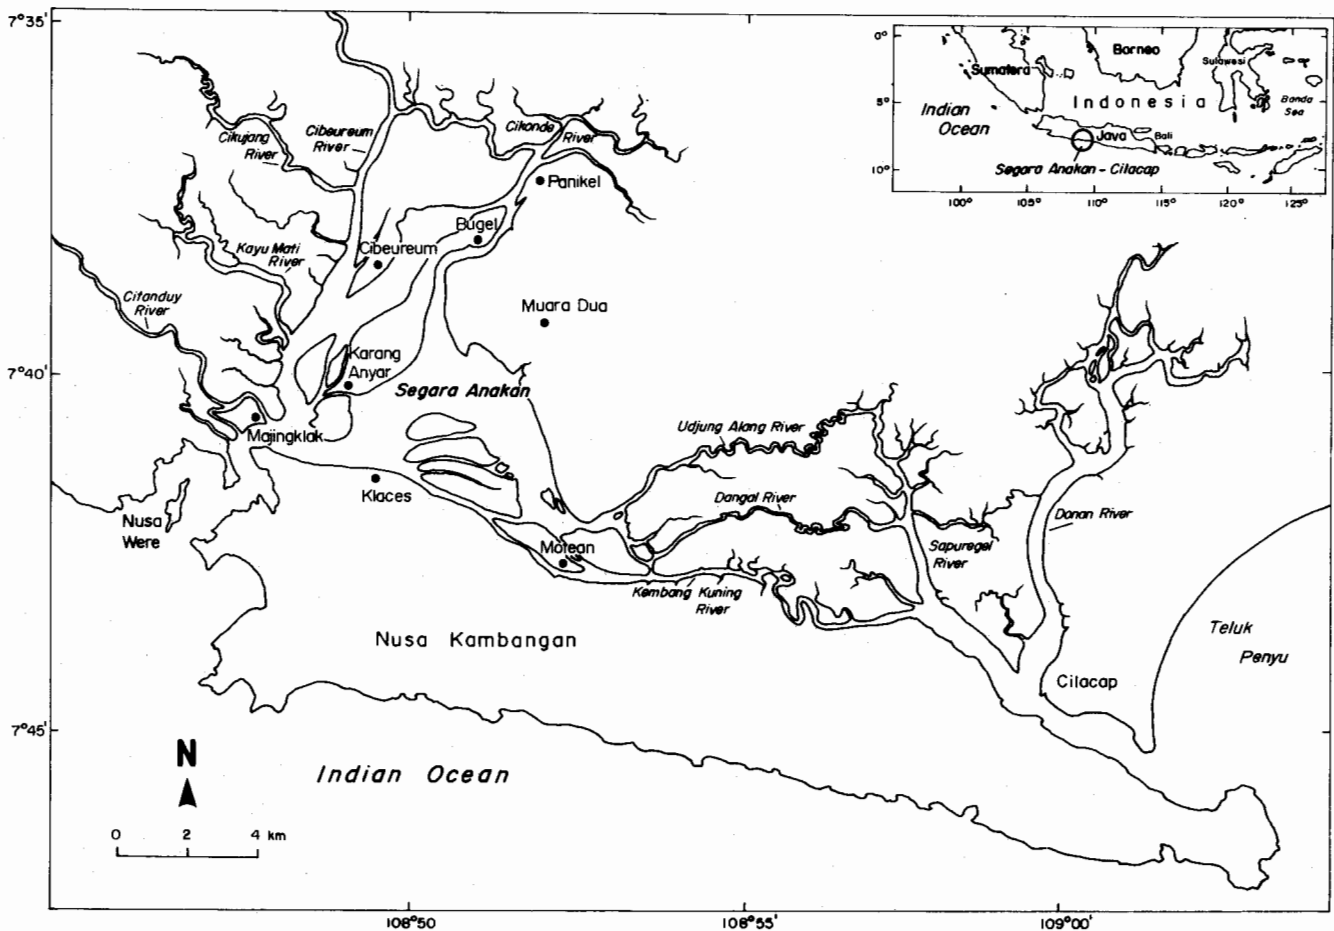 7°35'
7°40'
7°45'
108°50'
108°55'
109°00'
0°
5°
10°
100°
105°
110°
115°
120°
125°
Borneo
Sumatera
Sulawesi
Indonesia
Banda
Sea
Indian
Ocean
Java
Bali
Segara Anakan - Cilacap
Cikujang
River
Cibeureum
River
Cikonde
River
Panikel
Bugel
Cibeureum
Kayu Mati
River
Citanduy
River
Muara Dua
Karang
Anyar
Segara Anakan
Majingklak
Klaces
Nusa
Were
Motean
Udjung Alang River
Dangal River
Kembang Kuning
River
Sapuregel
River
Donan River
Nusa Kambangan
Cilacap
Teluk
Penyu
Indian Ocean
N
0 2 4 km